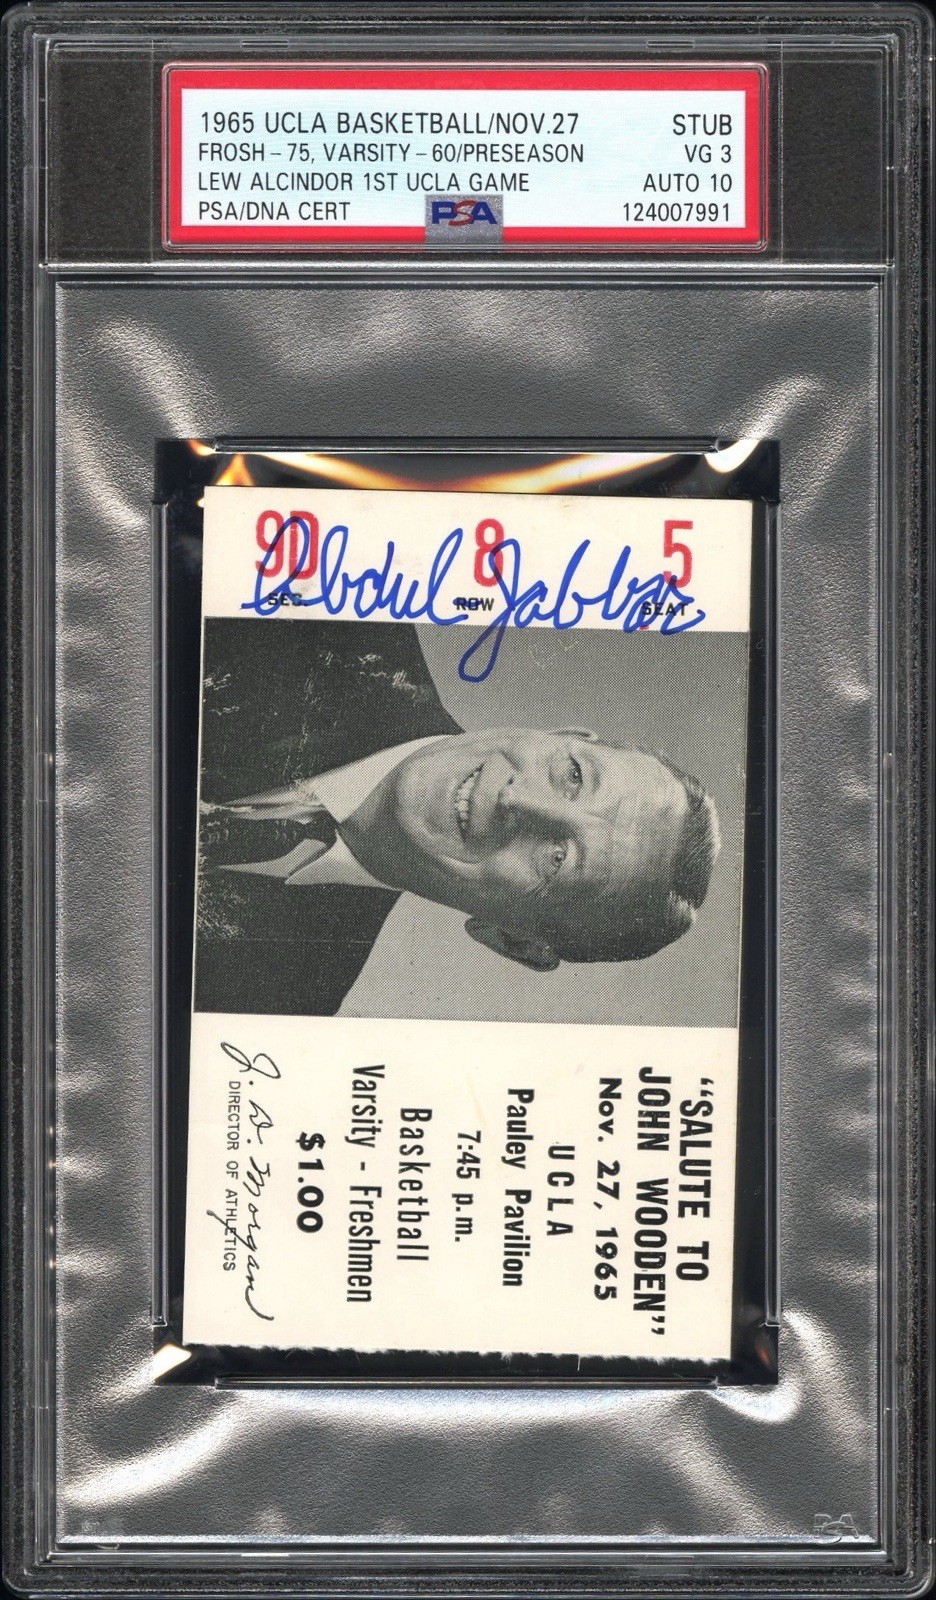 1965 UCLA BASKETBALL/NOV.27 STUB
FROSH-75, VARSITY-60/PRESEASON VG 3
LEW ALCINDOR 1ST UCLA GAME AUTO 10
PSA/DNA CERT PSA 124007991
9D 8 5
SEC. ROW SEAT
Abdul Jabbar
"SALUTE TO
JOHN WOODEN"
Nov. 27, 1965
UCLA
Pauley Pavilion
7:45 p.m.
Basketball
Varsity - Freshmen
$1.00
J. D. Morgan
DIRECTOR OF ATHLETICS
PSA